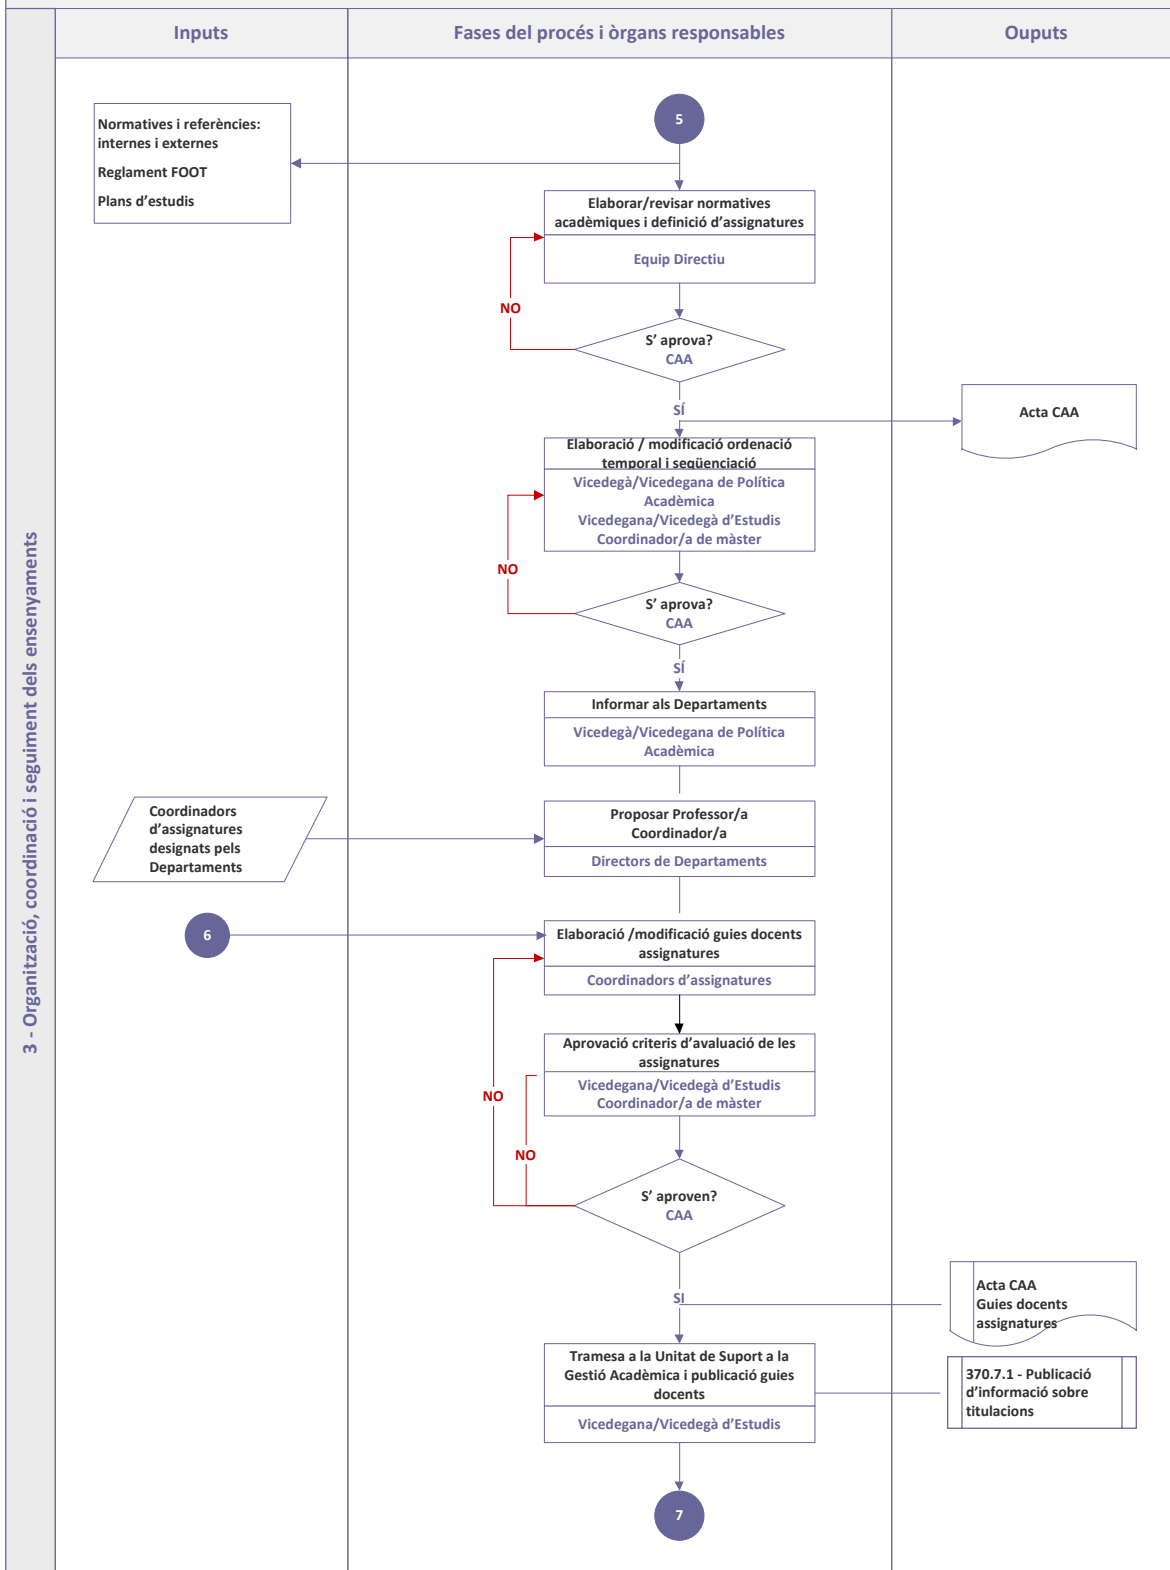 Inputs
Fases del procés i òrgans responsables
Ouputs
3 - Organització, coordinació i seguiment dels ensenyaments
5
Normatives i referències:
internes i externes
Reglament FOOT
Plans d'estudis
Elaborar/revisar normatives
acadèmiques i definició d'assignatures
Equip Directiu
NO
S' aprova?
CAA
SÍ
Acta CAA
Elaboració / modificació ordenació
temporal i seqüenciació
Vicedegà/Vicedegana de Política
Acadèmica
Vicedegana/Vicedegà d'Estudis
Coordinador/a de màster
NO
S' aprova?
CAA
SÍ
Informar als Departaments
Vicedegà/Vicedegana de Política
Acadèmica
Coordinadors
d'assignatures
designats pels
Departaments
Proposar Professor/a
Coordinador/a
Directors de Departaments
6
Elaboració /modificació guies docents
assignatures
Coordinadors d'assignatures
Aprovació criteris d'avaluació de les
assignatures
Vicedegana/Vicedegà d'Estudis
Coordinador/a de màster
NO
NO
S' aproven?
CAA
SI
Acta CAA
Guies docents
assignatures
Tramesa a la Unitat de Suport a la
Gestió Acadèmica i publicació guies
docents
Vicedegana/Vicedegà d'Estudis
370.7.1 - Publicació
d'informació sobre
titulacions
7